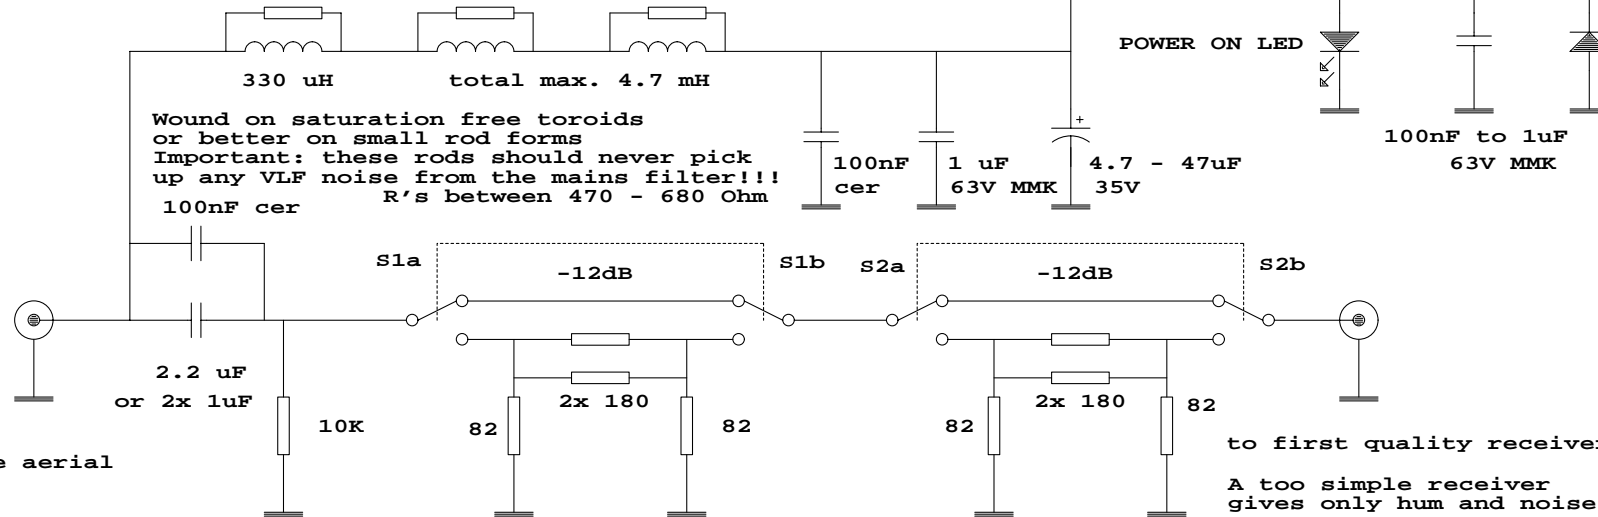 POWER ON LED
330 uH
total max. 4.7 mH
Wound on saturation free toroids
or better on small rod forms
Important: these rods should never pick
up any VLF noise from the mains filter!!!
R's between 470 - 680 Ohm
100nF
cer
1 uF
63V MMK
+
4.7 - 47uF
35V
100nF to 1uF
63V MMK
100nF cer
S1a
-12dB
S1b
S2a
-12dB
S2b
2.2 uF
or 2x 1uF
10K
82
2x 180
82
82
2x 180
82
e aerial
to first quality receiver
A too simple receiver
gives only hum and noise